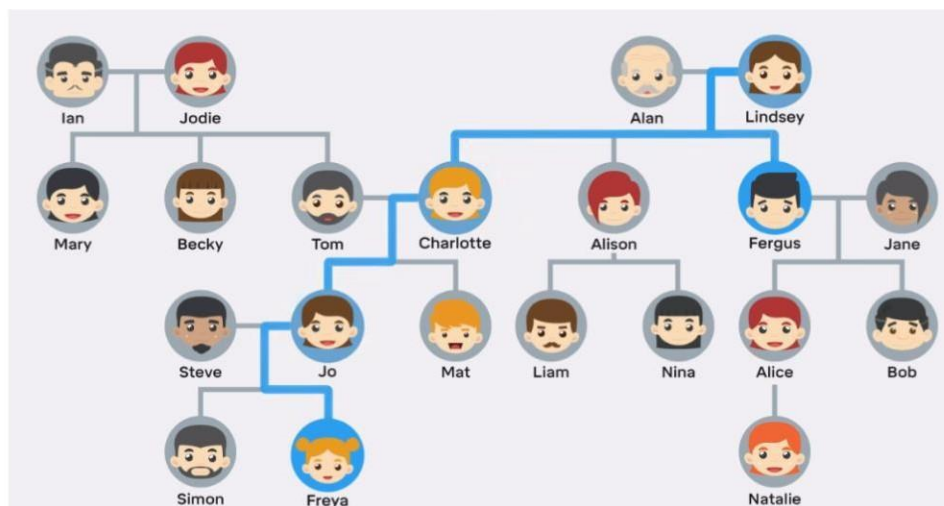 Ian Jodie Alan Lindsey
Mary Becky Tom Charlotte Alison Fergus Jane
Steve Jo Mat Liam Nina Alice Bob
Simon Freya Natalie